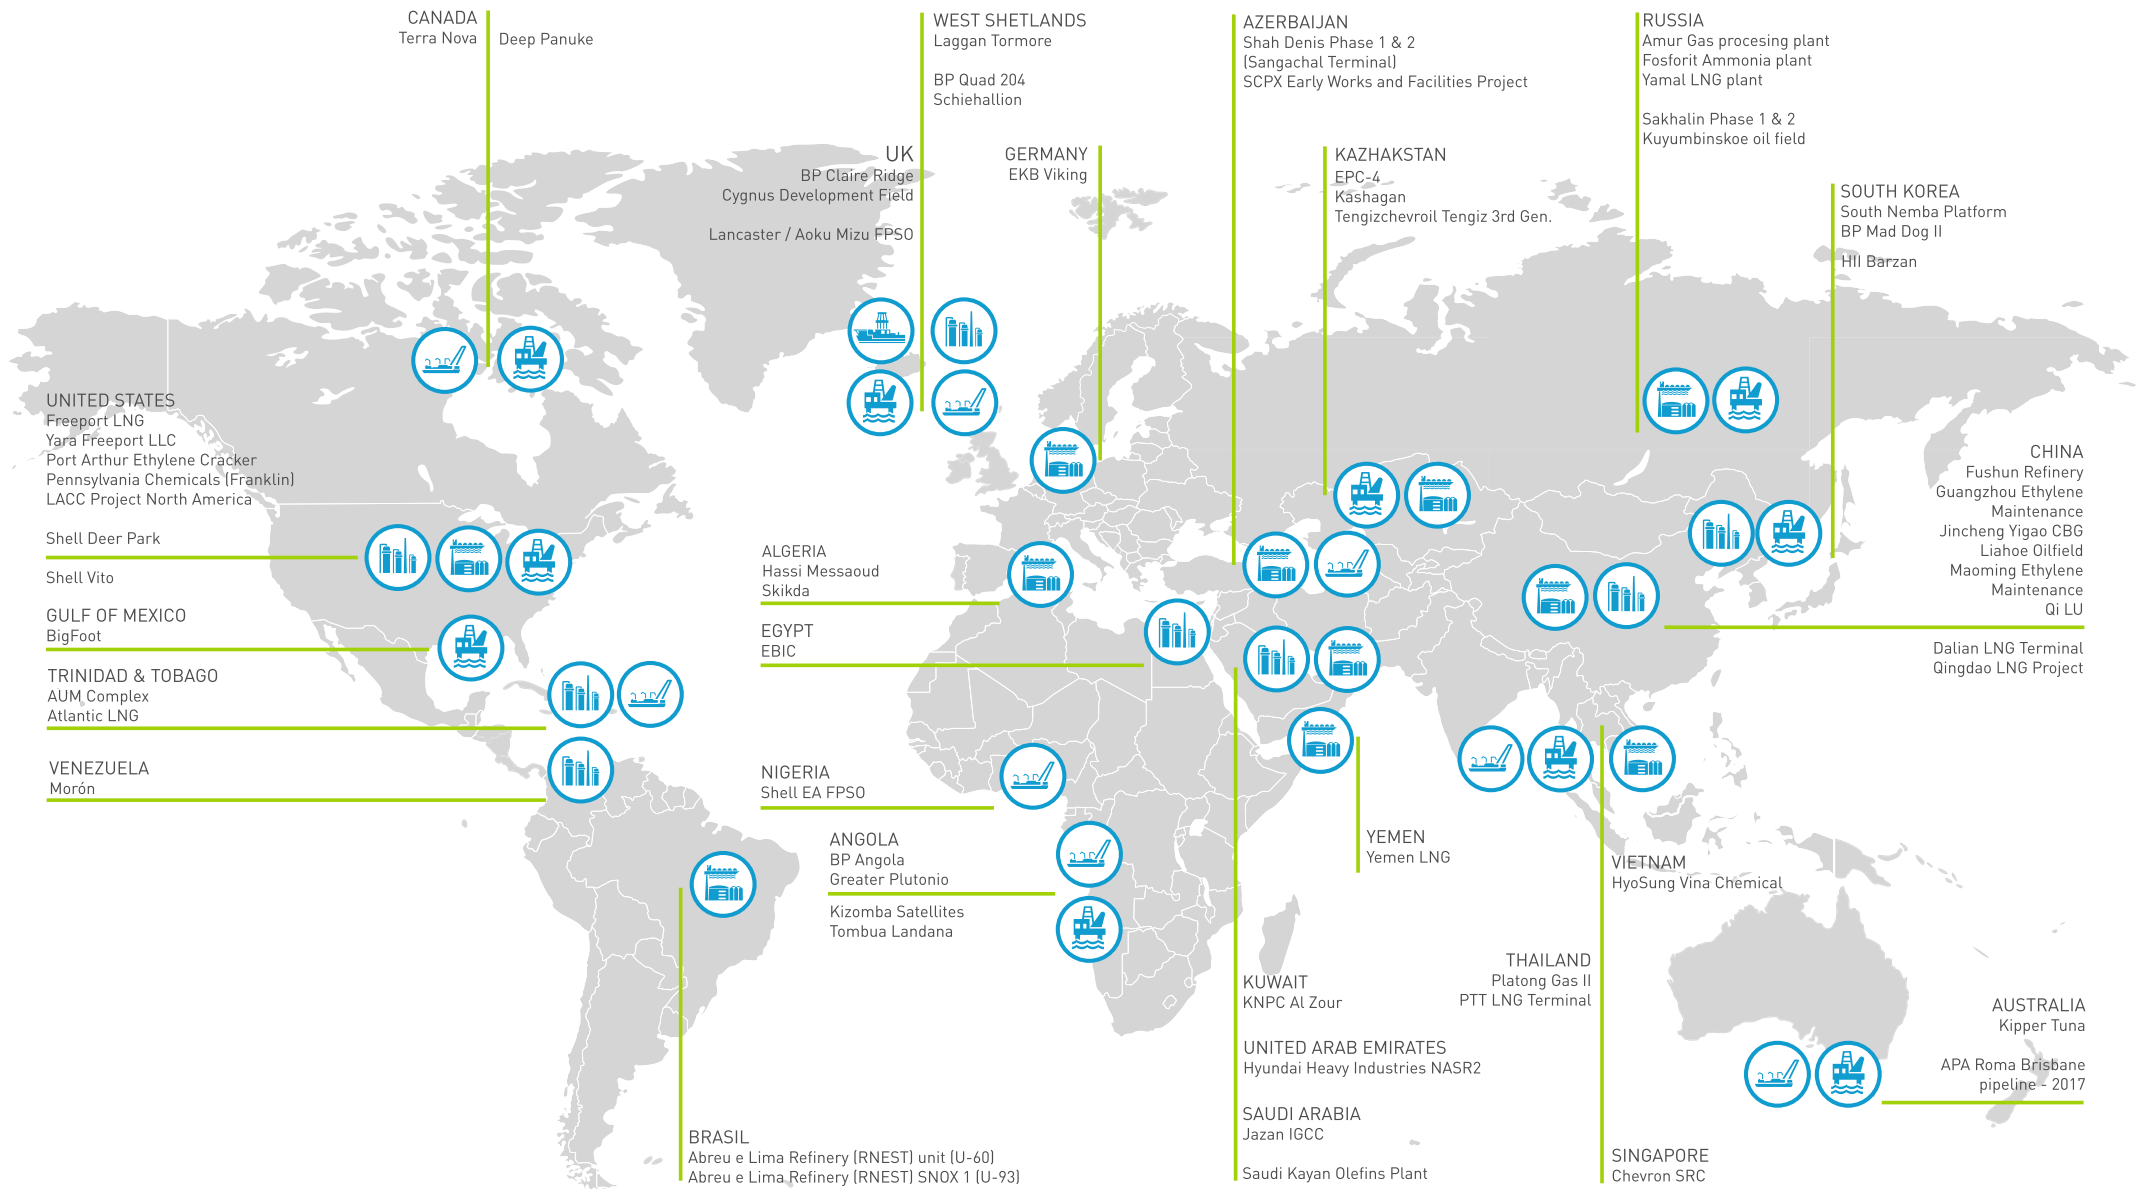 CANADA
Terra Nova
Deep Panuke
WEST SHETLANDS
Laggan Tormore
BP Quad 204
Schiehallion
AZERBAIJAN
Shah Denis Phase 1 & 2
(Sangachal Terminal)
SCPX Early Works and Facilities Project
RUSSIA
Amur Gas procesing plant
Fosforit Ammonia plant
Yamal LNG plant
Sakhalin Phase 1 & 2
Kuyumbinskoe oil field
UK
BP Claire Ridge
Cygnus Development Field
Lancaster / Aoku Mizu FPSO
GERMANY
EKB Viking
KAZHAKSTAN
EPC-4
Kashagan
Tengizchevroil Tengiz 3rd Gen.
SOUTH KOREA
South Nemba Platform
BP Mad Dog II
HII Barzan
UNITED STATES
Freeport LNG
Yara Freeport LLC
Port Arthur Ethylene Cracker
Pennsylvania Chemicals (Franklin)
LACC Project North America
Shell Deer Park
Shell Vito
GULF OF MEXICO
BigFoot
TRINIDAD & TOBAGO
AUM Complex
Atlantic LNG
VENEZUELA
Morón
CHINA
Fushun Refinery
Guangzhou Ethylene
Maintenance
Jincheng Yigao CBG
Liahoe Oilfield
Maoming Ethylene
Maintenance
Qi LU
Dalian LNG Terminal
Qingdao LNG Project
ALGERIA
Hassi Messaoud
Skikda
EGYPT
EBIC
NIGERIA
Shell EA FPSO
ANGOLA
BP Angola
Greater Plutonio
Kizomba Satellites
Tombua Landana
YEMEN
Yemen LNG
VIETNAM
HyoSung Vina Chemical
THAILAND
Platong Gas II
PTT LNG Terminal
KUWAIT
KNPC Al Zour
UNITED ARAB EMIRATES
Hyundai Heavy Industries NASR2
SAUDI ARABIA
Jazan IGCC
Saudi Kayan Olefins Plant
AUSTRALIA
Kipper Tuna
APA Roma Brisbane
pipeline - 2017
BRASIL
Abreu e Lima Refinery (RNEST) unit (U-60)
Abreu e Lima Refinery (RNEST) SNOX 1 (U-93)
SINGAPORE
Chevron SRC